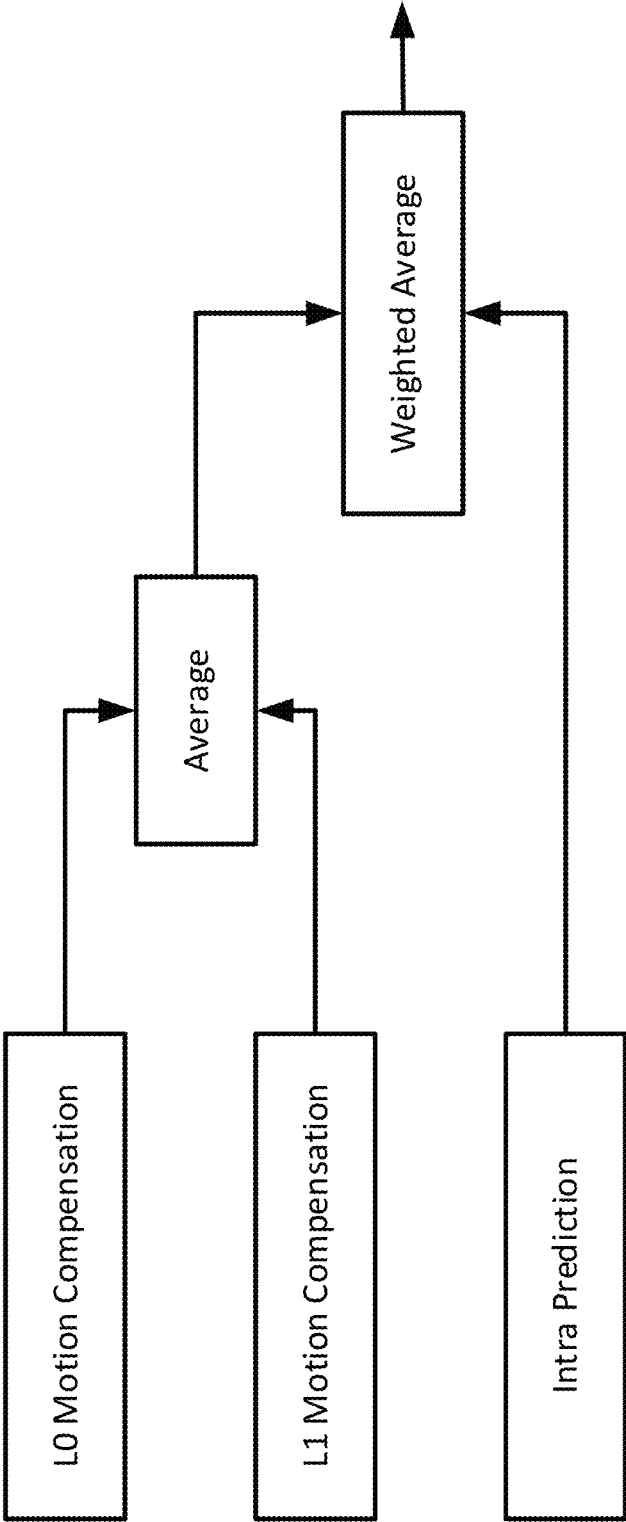 L0 Motion Compensation
L1 Motion Compensation
Intra Prediction
Average
Weighted Average